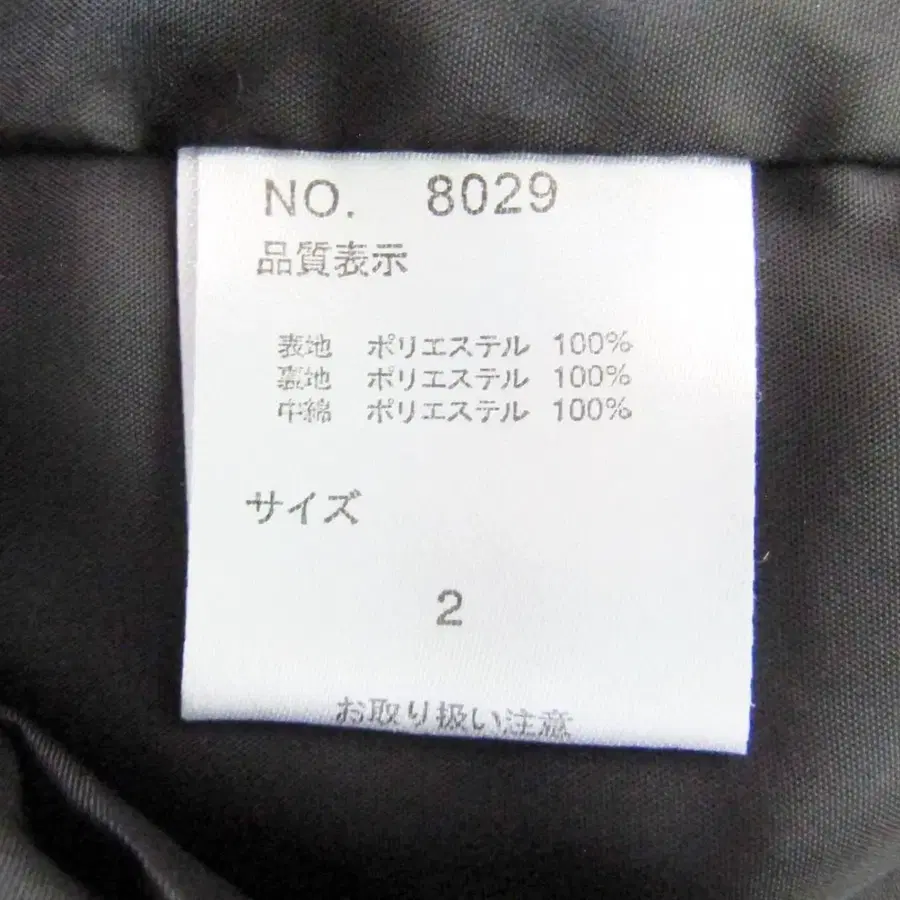 NO. 8029
品質表示
表地 ポリエステル 100%
裏地 ポリエステル 100%
中綿 ポリエステル 100%
サイズ
2
お取り扱い注意